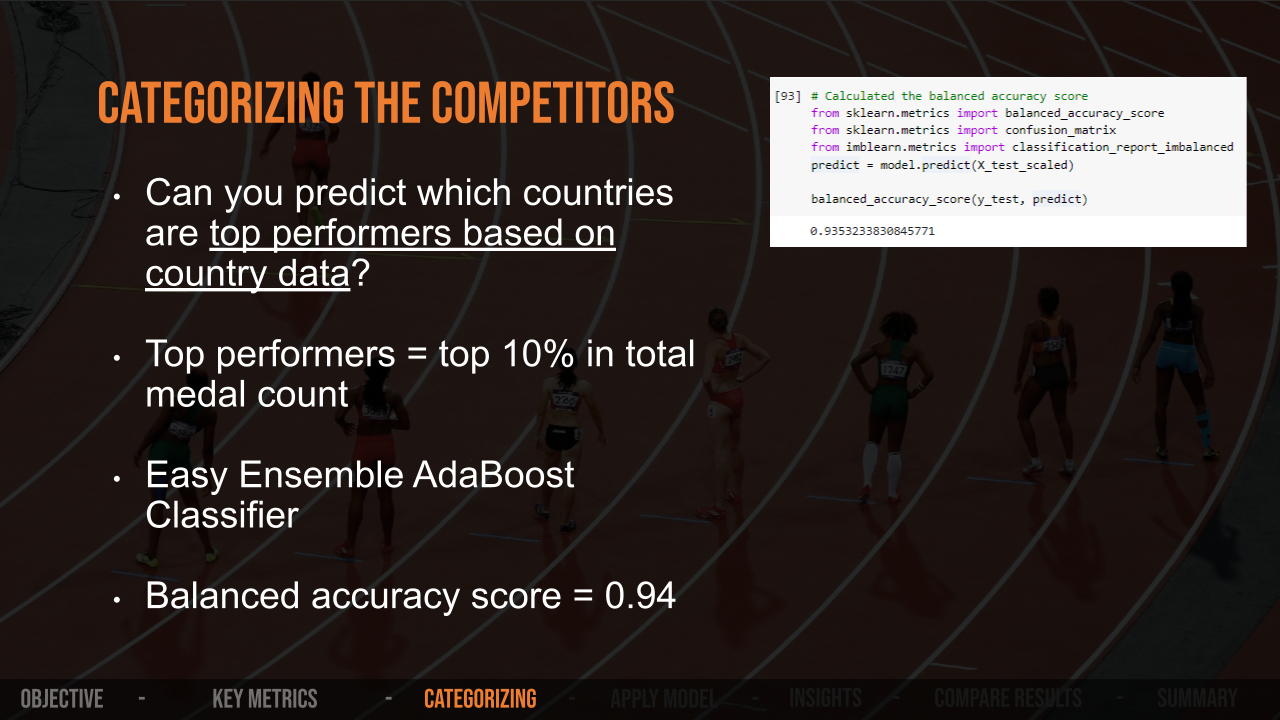 CATEGORIZING THE COMPETITORS
• Can you predict which countries
are top performers based on
country data?
• Top performers = top 10% in total
medal count
• Easy Ensemble AdaBoost
Classifier
• Balanced accuracy score = 0.94
[93] # Calculated the balanced accuracy score
from sklearn.metrics import balanced_accuracy_score
from sklearn.metrics import confusion_matrix
from imblearn.metrics import classification_report_imbalanced
predict = model.predict(X_test_scaled)
balanced_accuracy_score(y_test, predict)
0.9353233830845771
1347
OBJECTIVE - KEY METRICS - CATEGORIZING - APPLY MODEL - INSIGHTS - COMPARE RESULTS - SUMMARY